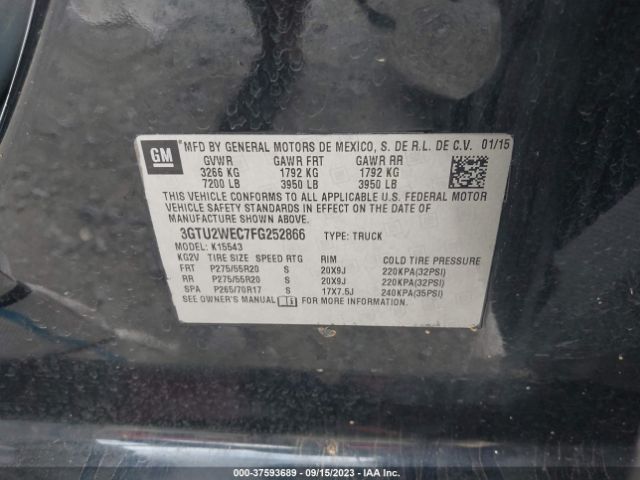 GM
MFD BY GENERAL MOTORS DE MEXICO, S. DE R.L. DE C.V. 01/15
GVWR GAWR FRT GAWR RR
3266 KG 1792 KG 1792 KG
7200 LB 3950 LB 3950 LB
THIS VEHICLE CONFORMS TO ALL APPLICABLE U.S. FEDERAL MOTOR
VEHICLE SAFETY STANDARDS IN EFFECT ON THE DATE OF
MANUFACTURE SHOWN ABOVE.
3GTU2WEC7FG252866 TYPE: TRUCK
MODEL: K15543
KG2V TIRE SIZE SPEED RTG RIM COLD TIRE PRESSURE
FRT P275/55R20 S 20X9J 220KPA(32PSI)
RR P275/55R20 S 20X9J 220KPA(32PSI)
SPA P265/70R17 S 17X7.5J 240KPA(35PSI)
SEE OWNER'S MANUAL FOR MORE INFORMATION.
000-37593689 - 09/15/2023 - IAA Inc.